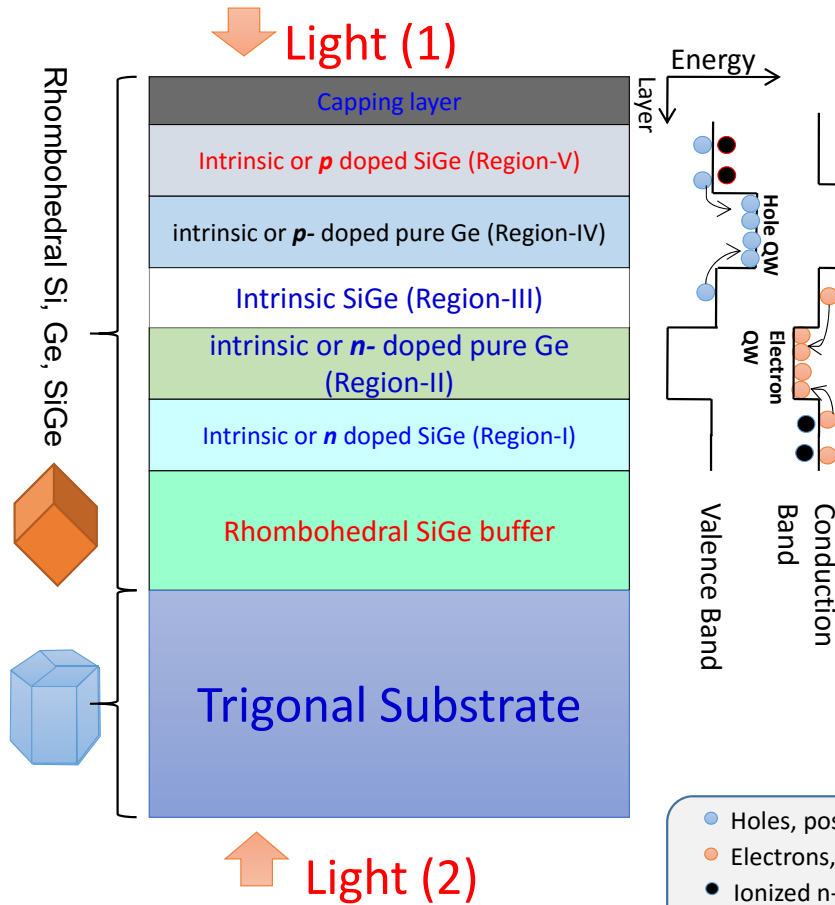 Light (1)
Rhombohedral Si, Ge, SiGe
Capping layer
Intrinsic or p doped SiGe (Region-V)
intrinsic or p- doped pure Ge (Region-IV)
Intrinsic SiGe (Region-III)
intrinsic or n- doped pure Ge
(Region-II)
Intrinsic or n doped SiGe (Region-I)
Rhombohedral SiGe buffer
Trigonal Substrate
Light (2)
Energy
Layer
Hole QW
Electron
QW
Valence Band
Conduction
Band
Holes, pos
Electrons,
Ionized n-